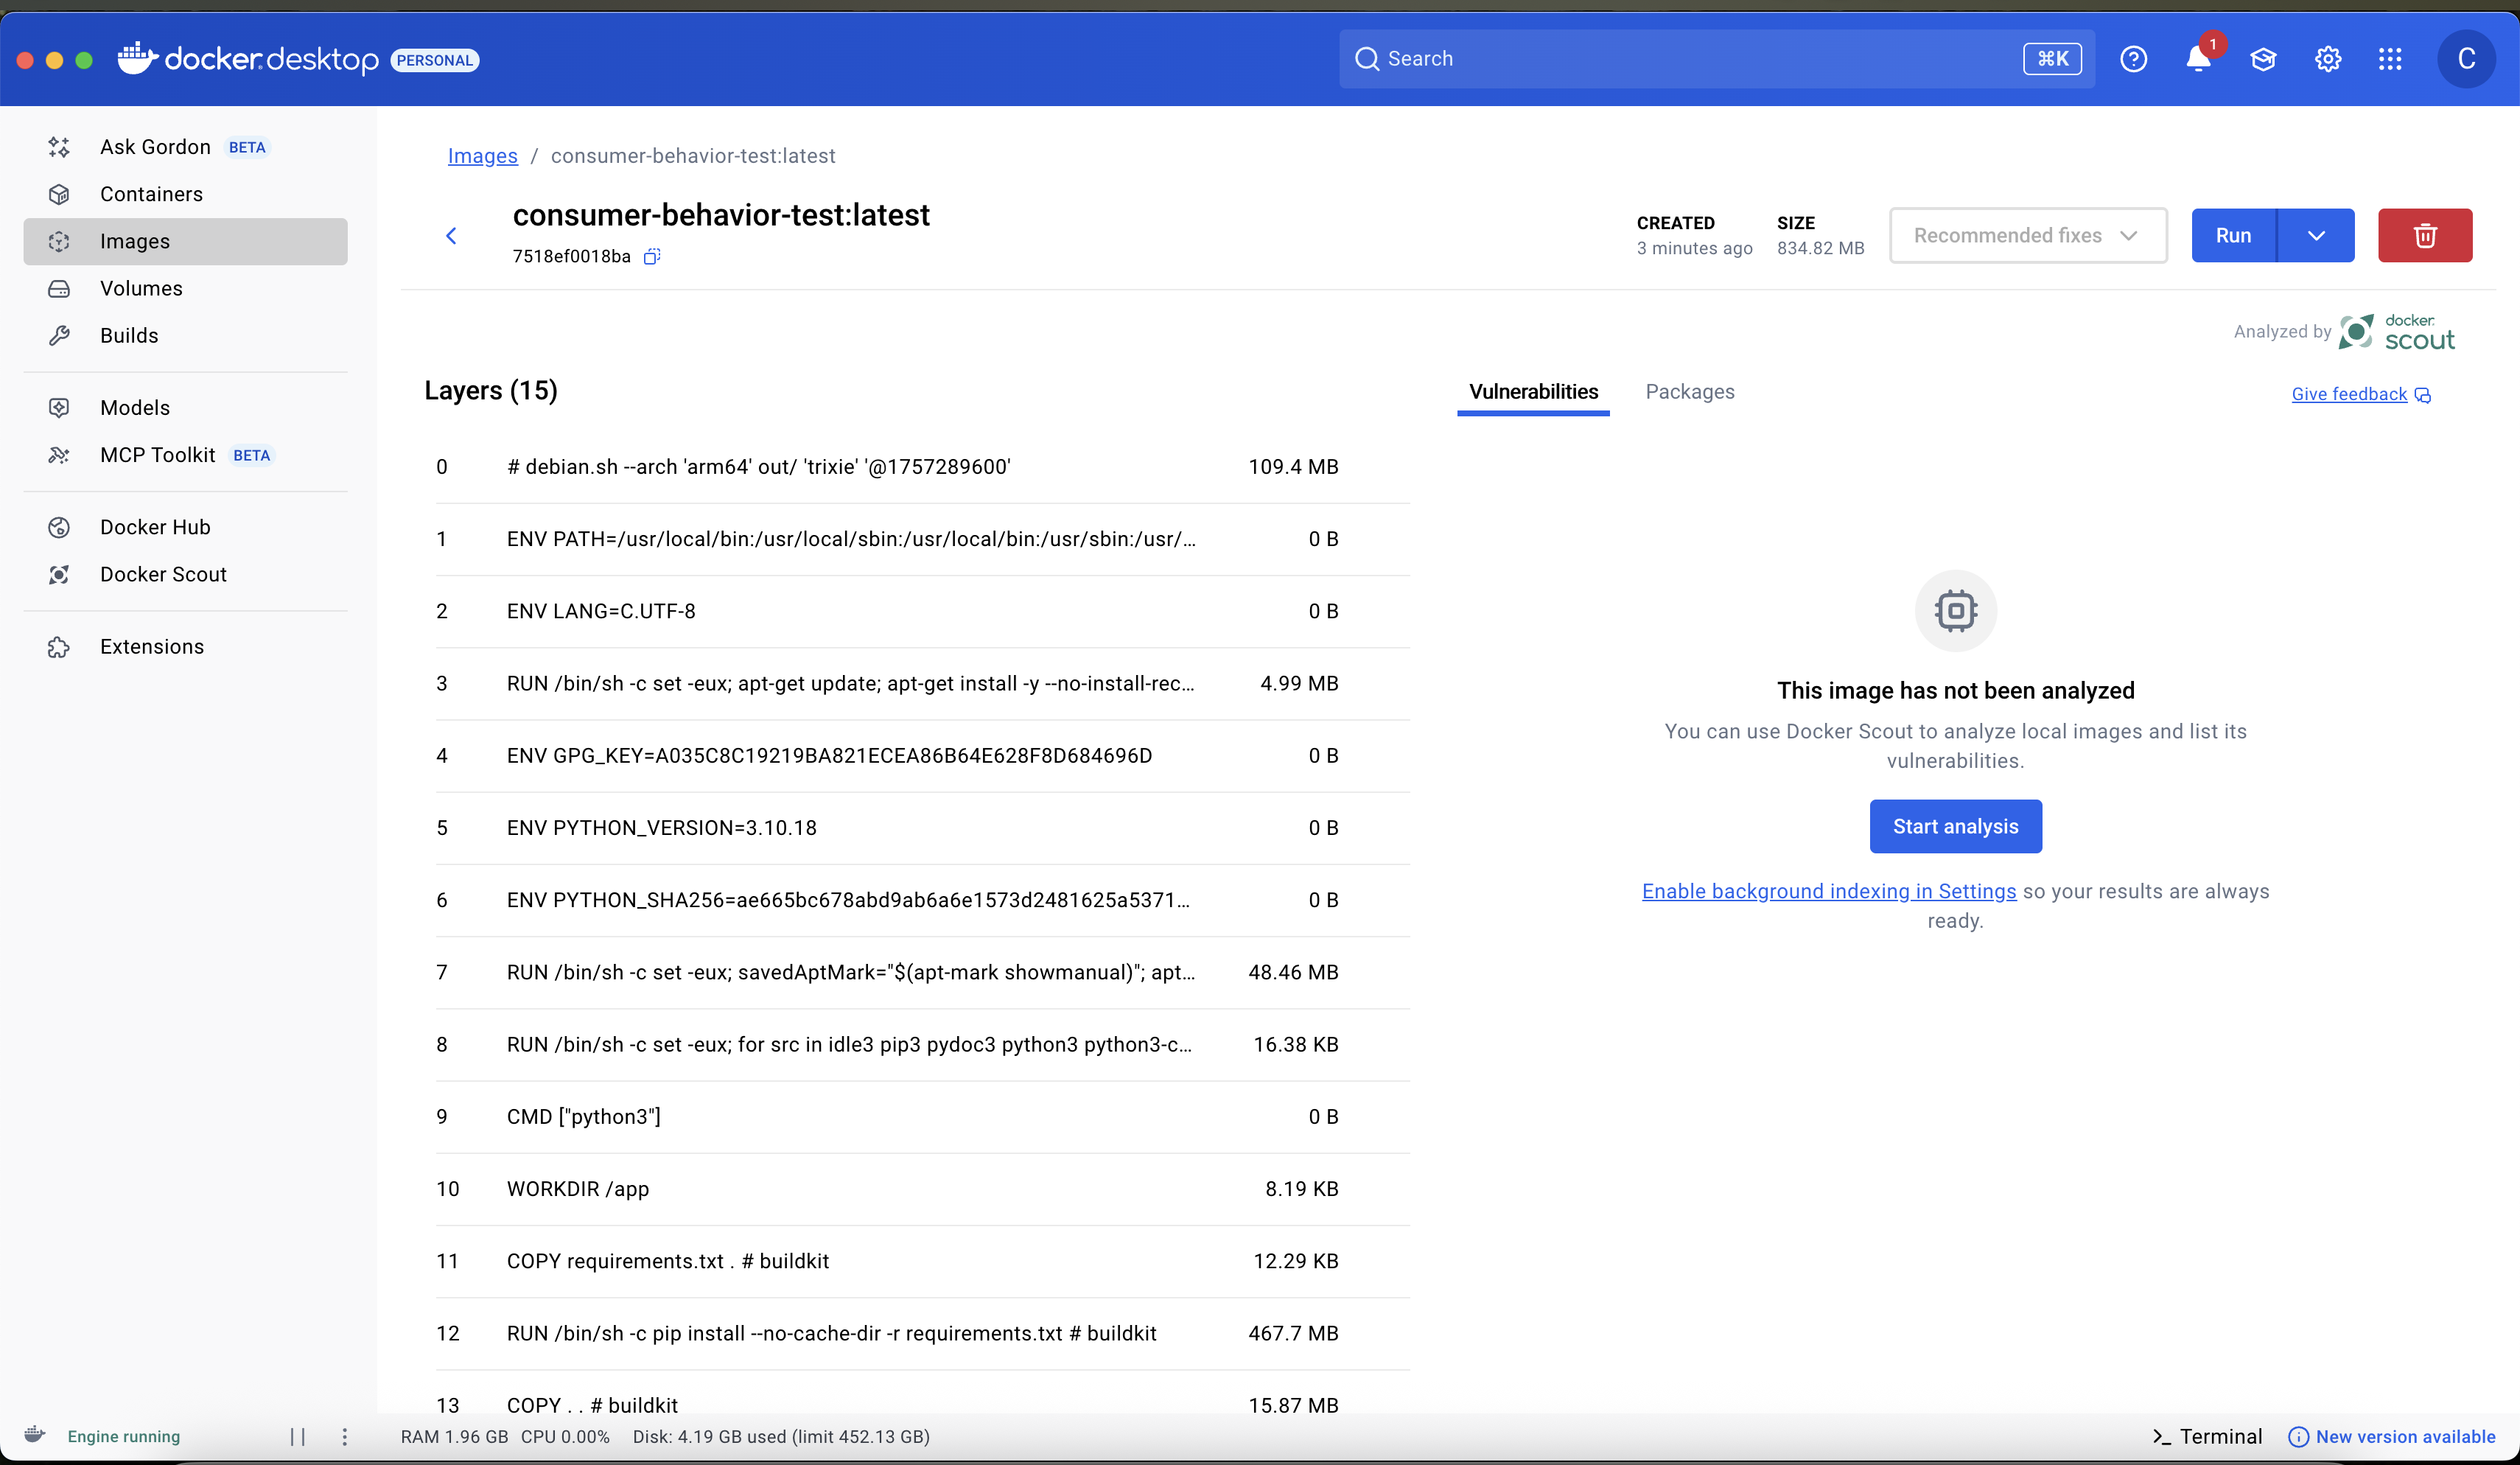 docker.desktop PERSONAL
Search ⌘K
1
C
Ask Gordon BETA
Containers
Images
Volumes
Builds
Models
MCP Toolkit BETA
Docker Hub
Docker Scout
Extensions
Images / consumer-behavior-test:latest
consumer-behavior-test:latest
7518ef0018ba
CREATED
3 minutes ago
SIZE
834.82 MB
Recommended fixes
Run
Analyzed by docker scout
Layers (15)
0 # debian.sh --arch 'arm64' out/ 'trixie' '@1757289600' 109.4 MB
1 ENV PATH=/usr/local/bin:/usr/local/sbin:/usr/local/bin:/usr/sbin:/usr/... 0 B
2 ENV LANG=C.UTF-8 0 B
3 RUN /bin/sh -c set -eux; apt-get update; apt-get install -y --no-install-rec... 4.99 MB
4 ENV GPG_KEY=A035C8C19219BA821ECEA86B64E628F8D684696D 0 B
5 ENV PYTHON_VERSION=3.10.18 0 B
6 ENV PYTHON_SHA256=ae665bc678abd9ab6a6e1573d2481625a5371... 0 B
7 RUN /bin/sh -c set -eux; savedAptMark="$(apt-mark showmanual)"; apt... 48.46 MB
8 RUN /bin/sh -c set -eux; for src in idle3 pip3 pydoc3 python3 python3-c... 16.38 KB
9 CMD ["python3"] 0 B
10 WORKDIR /app 8.19 KB
11 COPY requirements.txt . # buildkit 12.29 KB
12 RUN /bin/sh -c pip install --no-cache-dir -r requirements.txt # buildkit 467.7 MB
13 COPY . . # buildkit 15.87 MB
Vulnerabilities
Packages
Give feedback
This image has not been analyzed
You can use Docker Scout to analyze local images and list its
vulnerabilities.
Start analysis
Enable background indexing in Settings so your results are always
ready.
Engine running
RAM 1.96 GB CPU 0.00% Disk: 4.19 GB used (limit 452.13 GB)
>_ Terminal
New version available